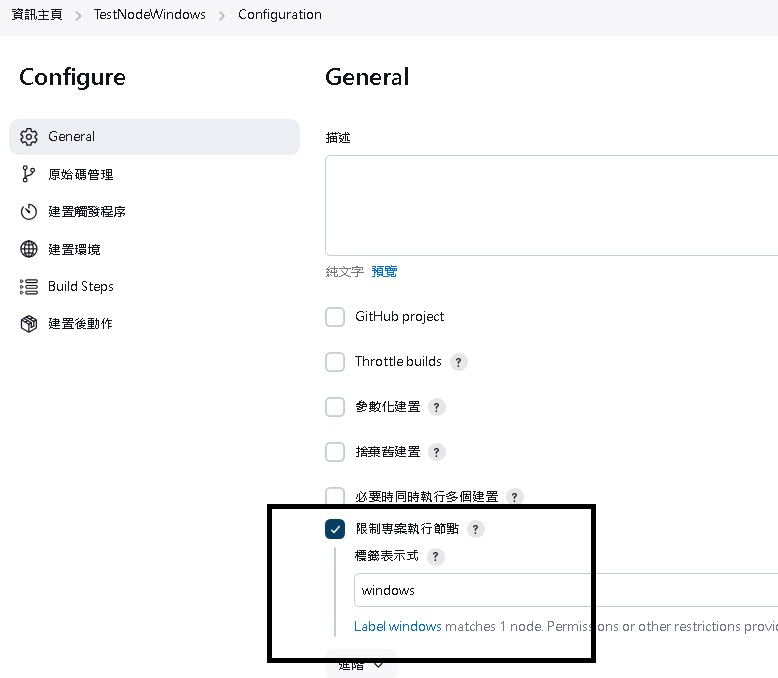 資訊主頁 > TestNodeWindows > Configuration
Configure
General
原始碼管理
建置觸發程序
建置環境
Build Steps
建置後動作
General
描述
純文字 預覽
GitHub project
Throttle builds ?
參數化建置 ?
捨棄舊建置 ?
必要時同時執行多個建置 ?
限制專案執行節點 ?
標籤表示式 ?
windows
Label windows matches 1 node. Permissions or other restrictions provi
進階